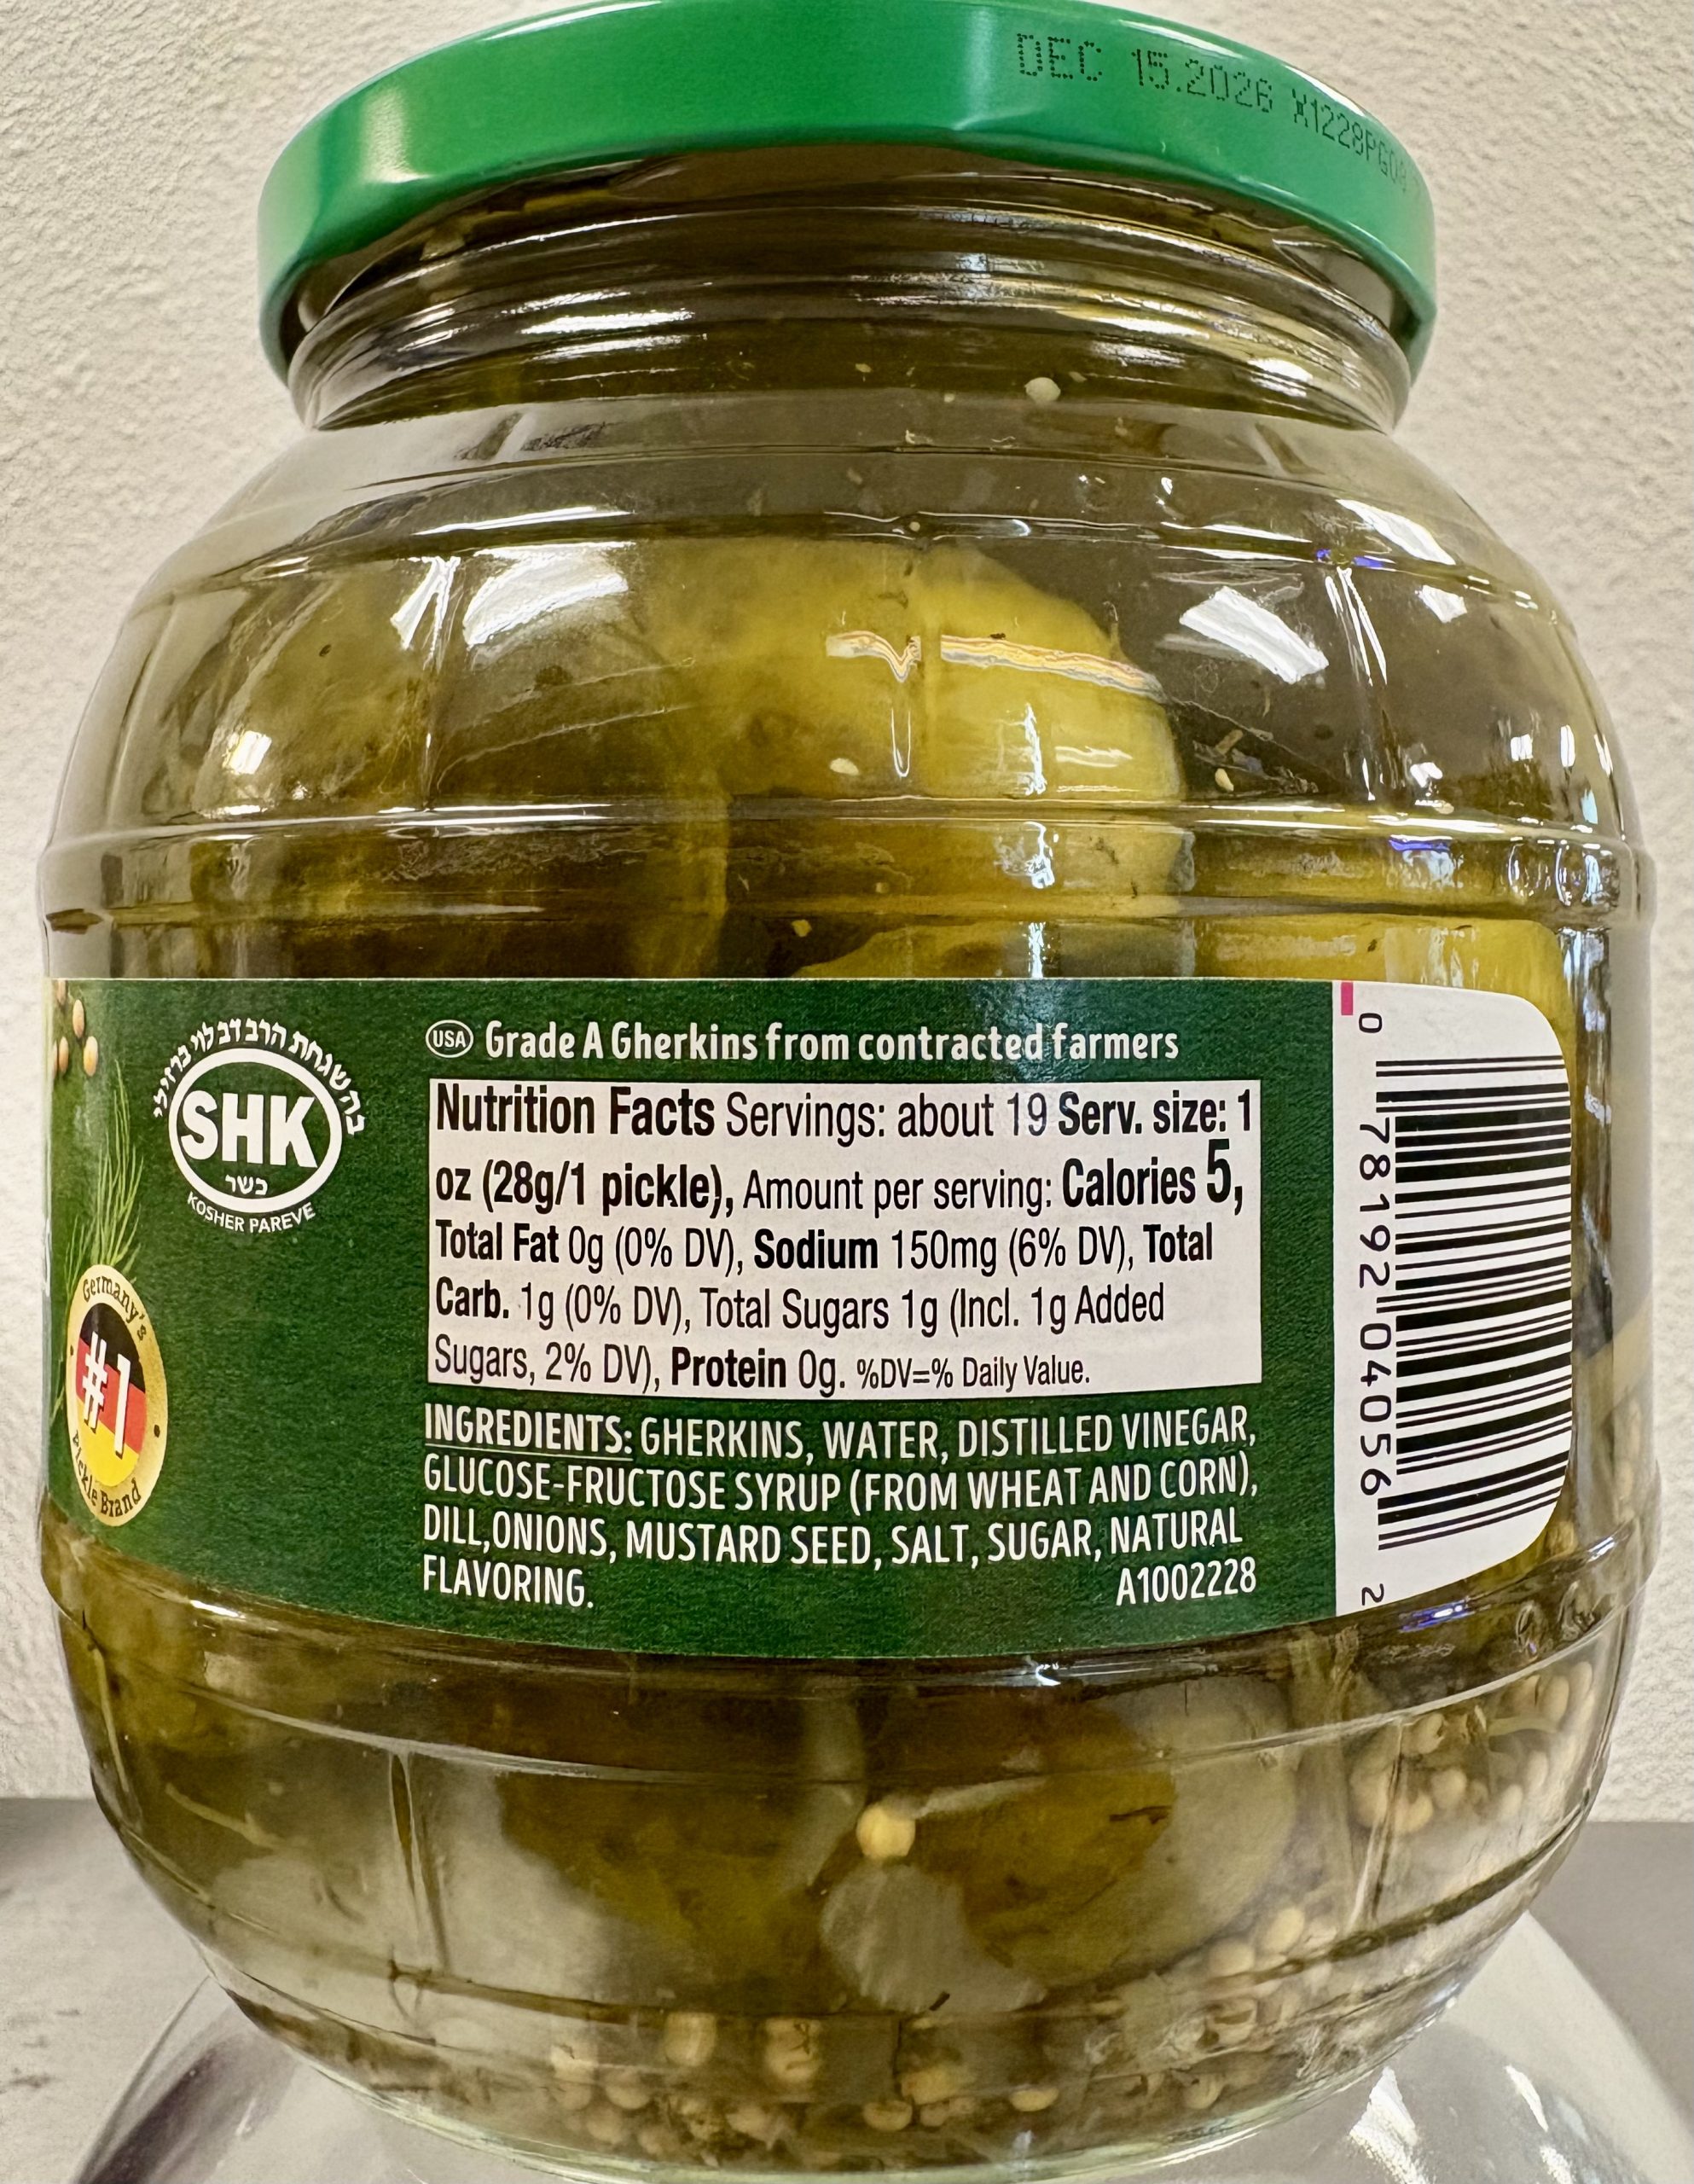 DEC 15.2026 X1228PG0
בהשגחת הרב דב לוי ברזילי
SHK
כשר
KOSHER PAREVE
Germany's
#1
Pickle Brand
USA Grade A Gherkins from contracted farmers
Nutrition Facts Servings: about 19 Serv. size: 1
oz (28g/1 pickle), Amount per serving: Calories 5,
Total Fat 0g (0% DV), Sodium 150mg (6% DV), Total
Carb. 1g (0% DV), Total Sugars 1g (Incl. 1g Added
Sugars, 2% DV), Protein 0g. %DV=% Daily Value.
INGREDIENTS: GHERKINS, WATER, DISTILLED VINEGAR,
GLUCOSE-FRUCTOSE SYRUP (FROM WHEAT AND CORN),
DILL,ONIONS, MUSTARD SEED, SALT, SUGAR, NATURAL
FLAVORING. A1002228
0 78192 04056 2